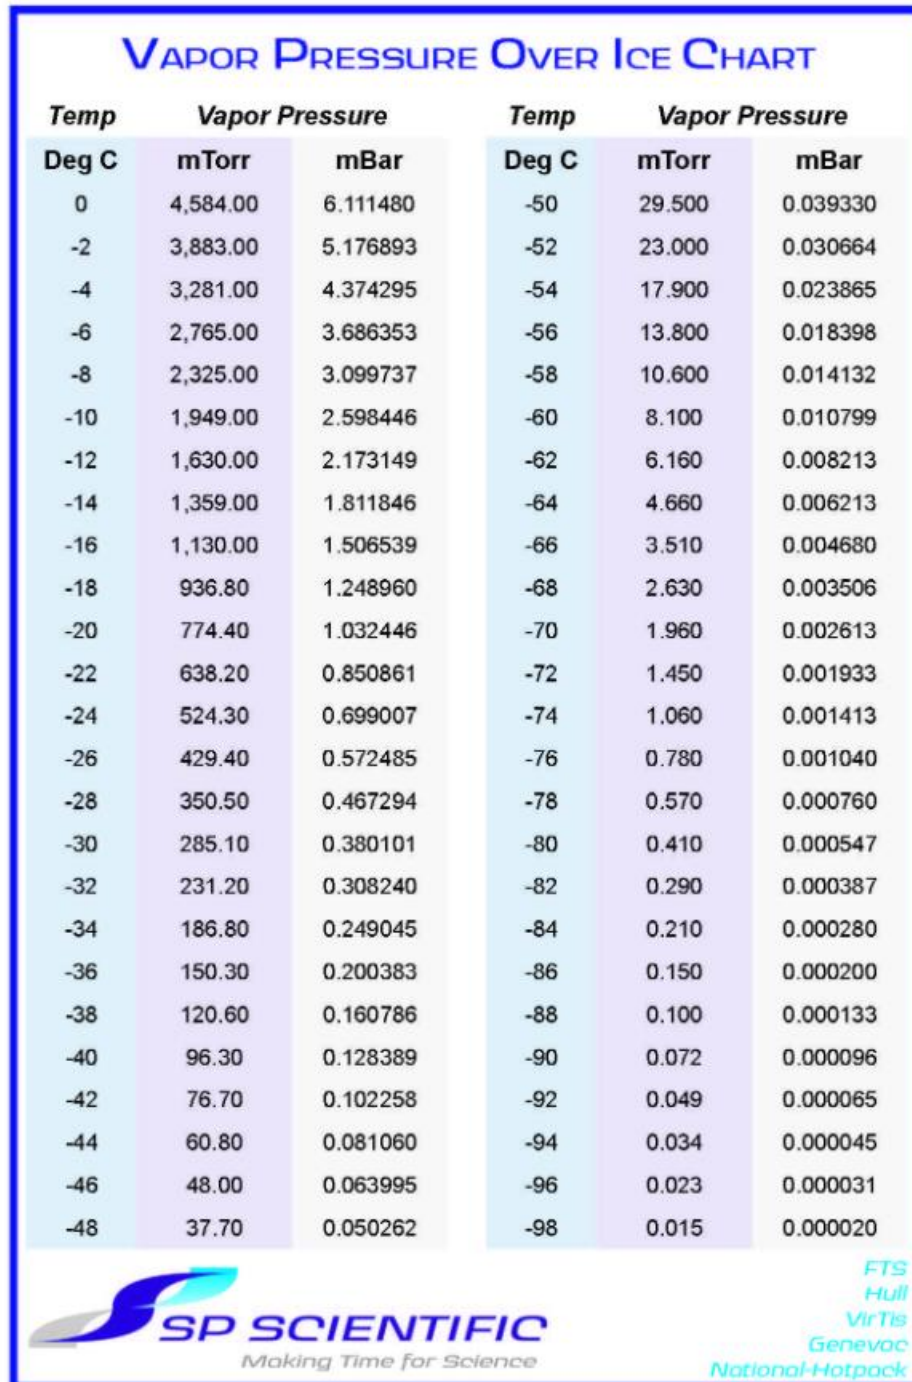 VAPOR PRESSURE OVER ICE CHART
Temp Vapor Pressure Temp Vapor Pressure
Deg C mTorr mBar Deg C mTorr mBar
0 4,584.00 6.111480 -50 29.500 0.039330
-2 3,883.00 5.176893 -52 23.000 0.030664
-4 3,281.00 4.374295 -54 17.900 0.023865
-6 2,765.00 3.686353 -56 13.800 0.018398
-8 2,325.00 3.099737 -58 10.600 0.014132
-10 1,949.00 2.598446 -60 8.100 0.010799
-12 1,630.00 2.173149 -62 6.160 0.008213
-14 1,359.00 1.811846 -64 4.660 0.006213
-16 1,130.00 1.506539 -66 3.510 0.004680
-18 936.80 1.248960 -68 2.630 0.003506
-20 774.40 1.032446 -70 1.960 0.002613
-22 638.20 0.850861 -72 1.450 0.001933
-24 524.30 0.699007 -74 1.060 0.001413
-26 429.40 0.572485 -76 0.780 0.001040
-28 350.50 0.467294 -78 0.570 0.000760
-30 285.10 0.380101 -80 0.410 0.000547
-32 231.20 0.308240 -82 0.290 0.000387
-34 186.80 0.249045 -84 0.210 0.000280
-36 150.30 0.200383 -86 0.150 0.000200
-38 120.60 0.160786 -88 0.100 0.000133
-40 96.30 0.128389 -90 0.072 0.000096
-42 76.70 0.102258 -92 0.049 0.000065
-44 60.80 0.081060 -94 0.034 0.000045
-46 48.00 0.063995 -96 0.023 0.000031
-48 37.70 0.050262 -98 0.015 0.000020
SP SCIENTIFIC
Making Time for Science
FTS
Hull
VirTis
Genevac
National-Hotpack